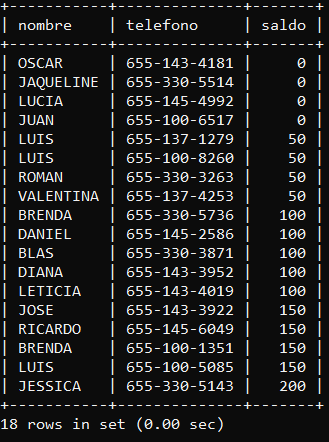 +-----------+--------------+-------+
| nombre    | telefono     | saldo |
+-----------+--------------+-------+
| OSCAR     | 655-143-4181 |     0 |
| JAQUELINE | 655-330-5514 |     0 |
| LUCIA     | 655-145-4992 |     0 |
| JUAN      | 655-100-6517 |     0 |
| LUIS      | 655-137-1279 |    50 |
| LUIS      | 655-100-8260 |    50 |
| ROMAN     | 655-330-3263 |    50 |
| VALENTINA | 655-137-4253 |    50 |
| BRENDA    | 655-330-5736 |   100 |
| DANIEL    | 655-145-2586 |   100 |
| BLAS      | 655-330-3871 |   100 |
| DIANA     | 655-143-3952 |   100 |
| LETICIA   | 655-143-4019 |   100 |
| JOSE      | 655-143-3922 |   150 |
| RICARDO   | 655-145-6049 |   150 |
| BRENDA    | 655-100-1351 |   150 |
| LUIS      | 655-100-5085 |   150 |
| JESSICA   | 655-330-5143 |   200 |
+-----------+--------------+-------+
18 rows in set (0.00 sec)